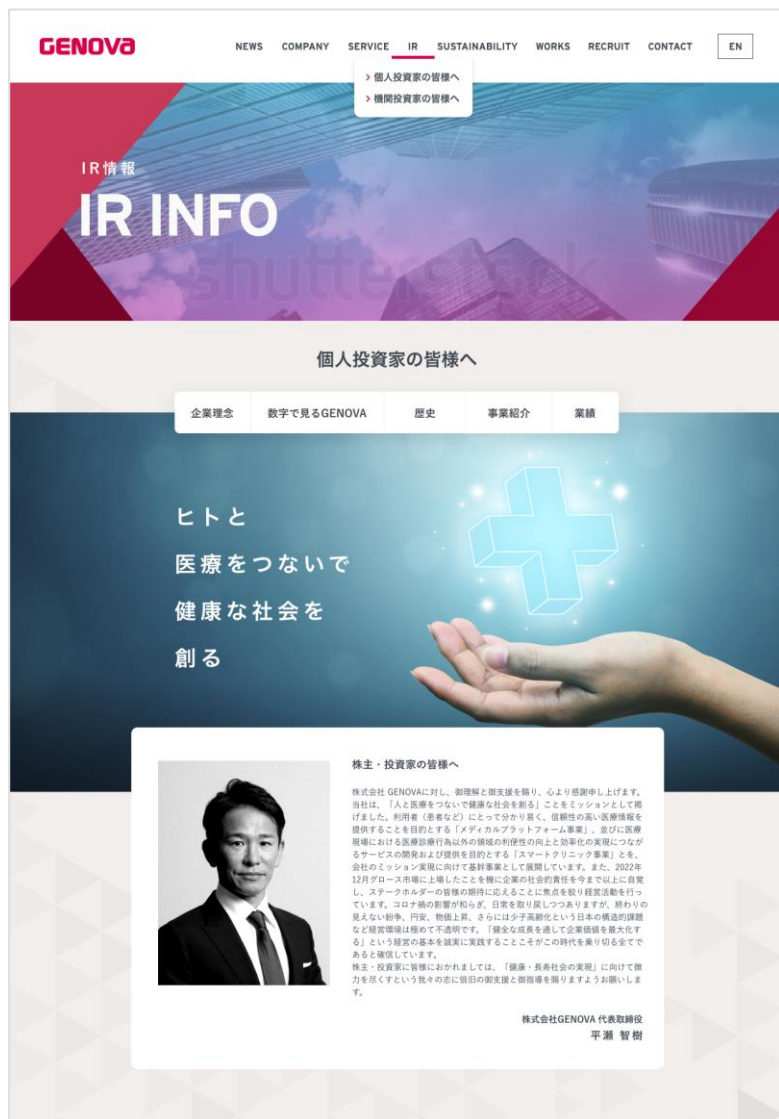 GENOVA
NEWS COMPANY SERVICE IR SUSTAINABILITY WORKS RECRUIT CONTACT EN
> 個人投資家の皆様へ
> 機関投資家の皆様へ
IR情報
IR INFO
shutterstock
個人投資家の皆様へ
企業理念 数字で見るGENOVA 歴史 事業紹介 業績
ヒトと
医療をつないで
健康な社会を
創る
株主・投資家の皆様へ
株式会社 GENOVAに対し、御理解と御支援を賜り、心より感謝申し上げます。
当社は、「人と医療をつないで健康な社会を創る」ことをミッションとして掲
げました。利用者（患者など）にとって分かり易く、信頼性の高い医療情報を
提供することを目的とする「メディカルプラットフォーム事業」、並びに医療
現場における医療診療行為以外の領域の利便性の向上と効率化の実現につなが
るサービスの開発および提供を目的とする「スマートクリニック事業」とを、
会社のミッション実現に向けて基幹事業として展開しています。また、2022年
12月グロース市場に上場したことを機に企業の社会的責任を今まで以上に自覚
し、ステークホルダーの皆様の期待に応えることに焦点を絞り経営活動を行っ
ています。コロナ禍の影響が和らぎ、日常を取り戻しつつありますが、終わりの
見えない紛争、円安、物価上昇、さらには少子高齢化という日本の構造的課題
など経営環境は極めて不透明です。「健全な成長を通して企業価値を最大化す
る」という経営の基本を誠実に実践することこそがこの時代を乗り切る全てで
あると確信しています。
株主・投資家に皆様におかれましては、「健康・長寿社会の実現」に向けて微
力を尽くすという我々の志に倍旧の御支援と御指導を賜りますようお願いしま
す。
株式会社GENOVA 代表取締役
平瀬 智樹